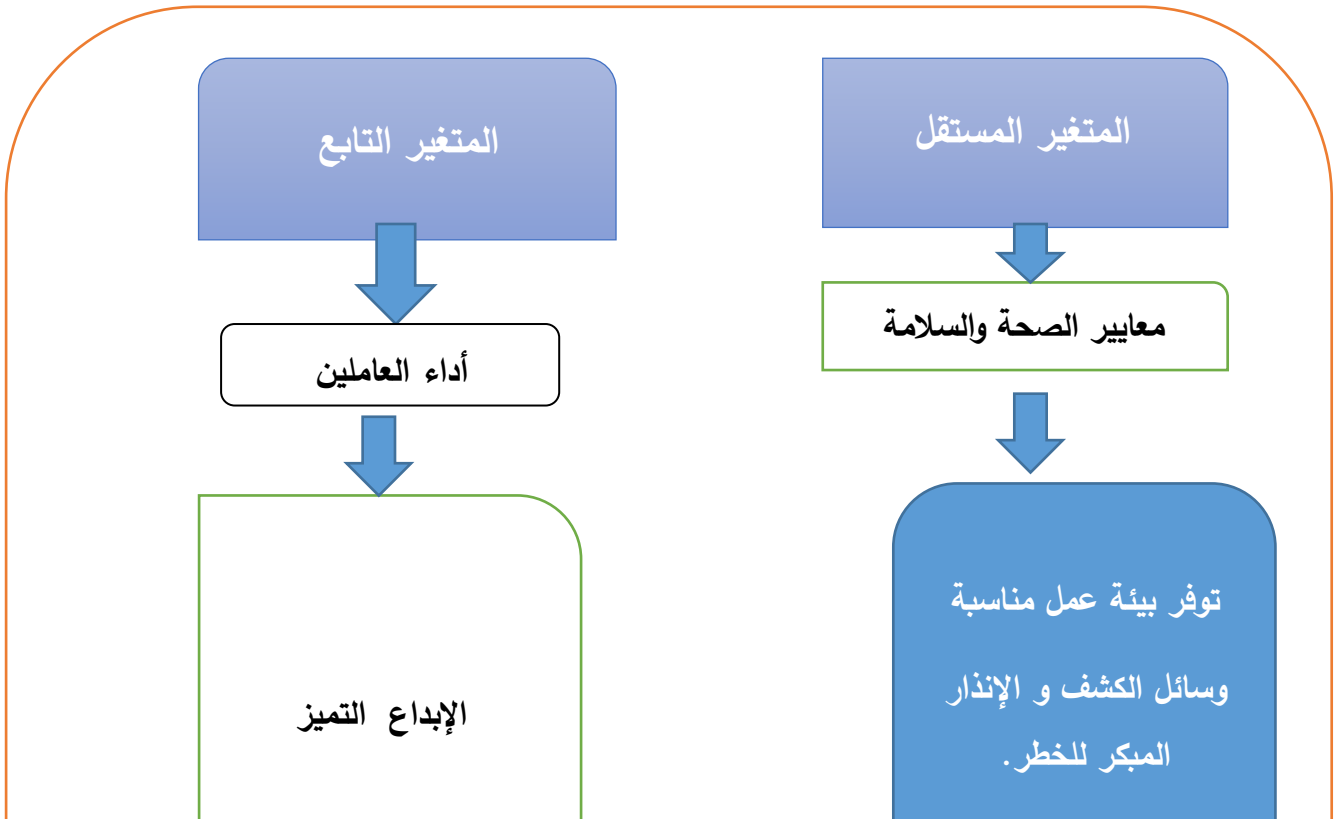 المتغير المستقل
المتغير التابع
معايير الصحة والسلامة
أداء العاملين
توفر بيئة عمل مناسبة
وسائل الكشف و الإنذار
المبكر للخطر.
الإبداع التميز